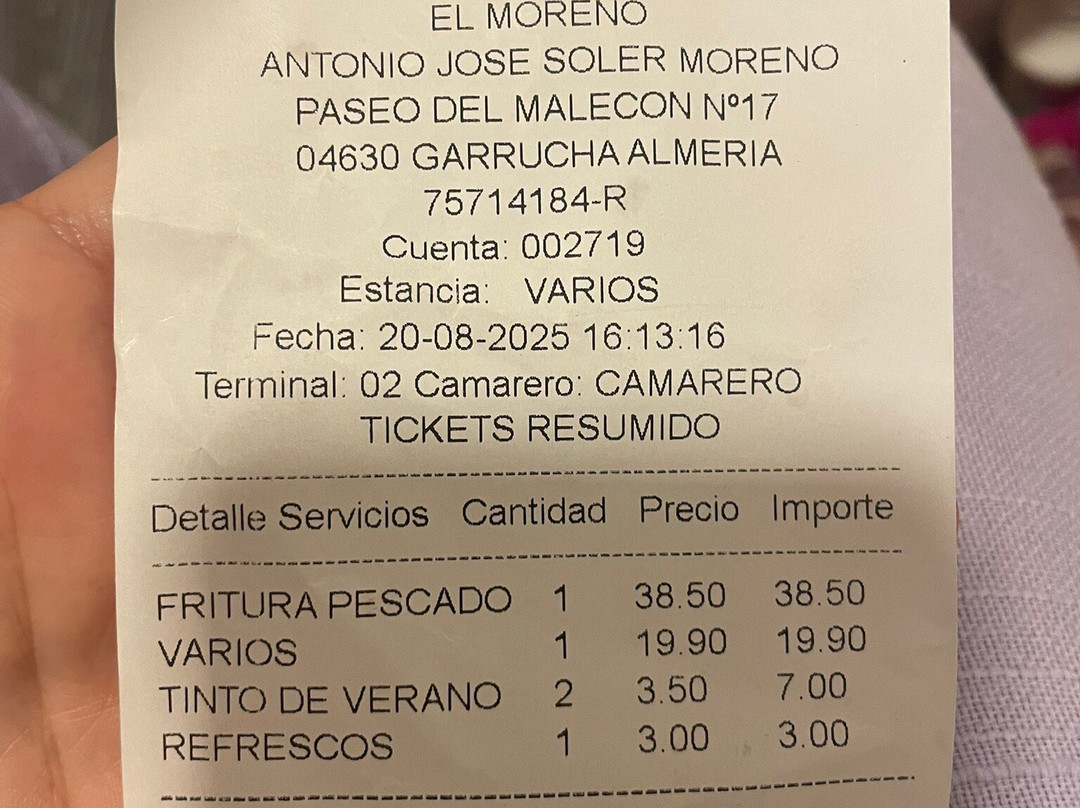 EL MORENO
ANTONIO JOSE SOLER MORENO
PASEO DEL MALECON Nº17
04630 GARRUCHA ALMERIA
75714184-R
Cuenta: 002719
Estancia: VARIOS
Fecha: 20-08-2025 16:13:16
Terminal: 02 Camarero: CAMARERO
TICKETS RESUMIDO
Detalle Servicios Cantidad Precio Importe
FRITURA PESCADO 1 38.50 38.50
VARIOS 1 19.90 19.90
TINTO DE VERANO 2 3.50 7.00
REFRESCOS 1 3.00 3.00